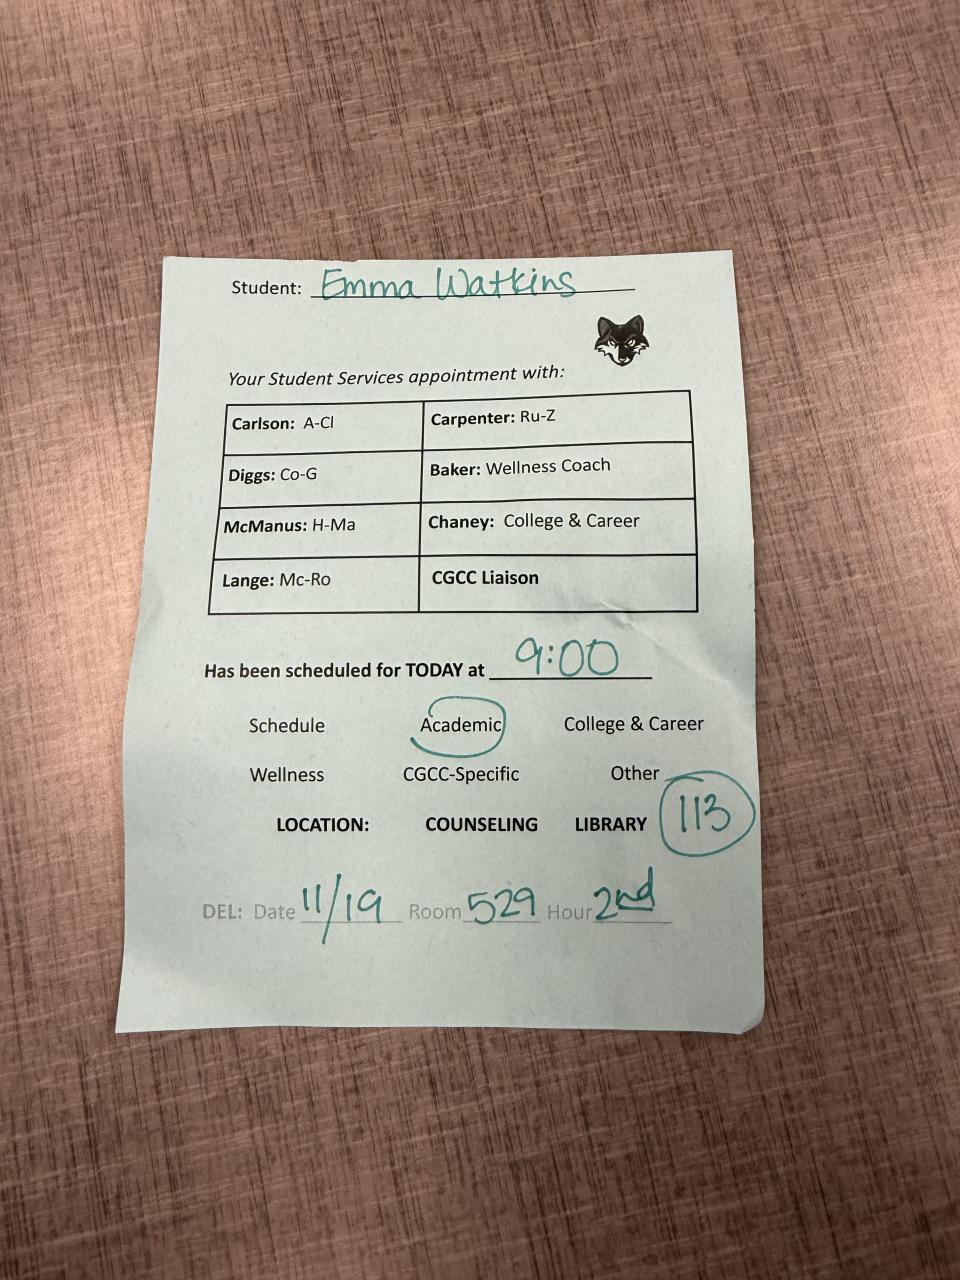 Student: Emma Watkins
Your Student Services appointment with:
Carlson: A-Cl Carpenter: Ru-Z
Diggs: Co-G Baker: Wellness Coach
McManus: H-Ma Chaney: College & Career
Lange: Mc-Ro CGCC Liaison
Has been scheduled for TODAY at 9:00
Schedule Academic College & Career
Wellness CGCC-Specific Other
LOCATION: COUNSELING LIBRARY 113
DEL: Date 11/19 Room 529 Hour 2nd